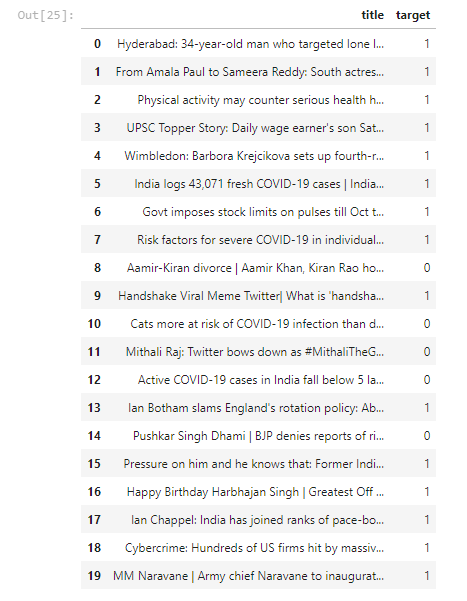 Out[25]:
title target
0 Hyderabad: 34-year-old man who targeted lone l... 1
1 From Amala Paul to Sameera Reddy: South actres... 1
2 Physical activity may counter serious health h... 1
3 UPSC Topper Story: Daily wage earner's son Sat... 1
4 Wimbledon: Barbora Krejcikova sets up fourth-r... 1
5 India logs 43,071 fresh COVID-19 cases | India... 1
6 Govt imposes stock limits on pulses till Oct t... 1
7 Risk factors for severe COVID-19 in individual... 1
8 Aamir-Kiran divorce | Aamir Khan, Kiran Rao ho... 0
9 Handshake Viral Meme Twitter| What is 'handsha... 1
10 Cats more at risk of COVID-19 infection than d... 0
11 Mithali Raj: Twitter bows down as #MithaliTheG... 0
12 Active COVID-19 cases in India fall below 5 la... 0
13 Ian Botham slams England's rotation policy: Ab... 1
14 Pushkar Singh Dhami | BJP denies reports of ri... 0
15 Pressure on him and he knows that: Former Indi... 1
16 Happy Birthday Harbhajan Singh | Greatest Off ... 1
17 Ian Chappel: India has joined ranks of pace-bo... 1
18 Cybercrime: Hundreds of US firms hit by massiv... 1
19 MM Naravane | Army chief Naravane to inaugurat... 1